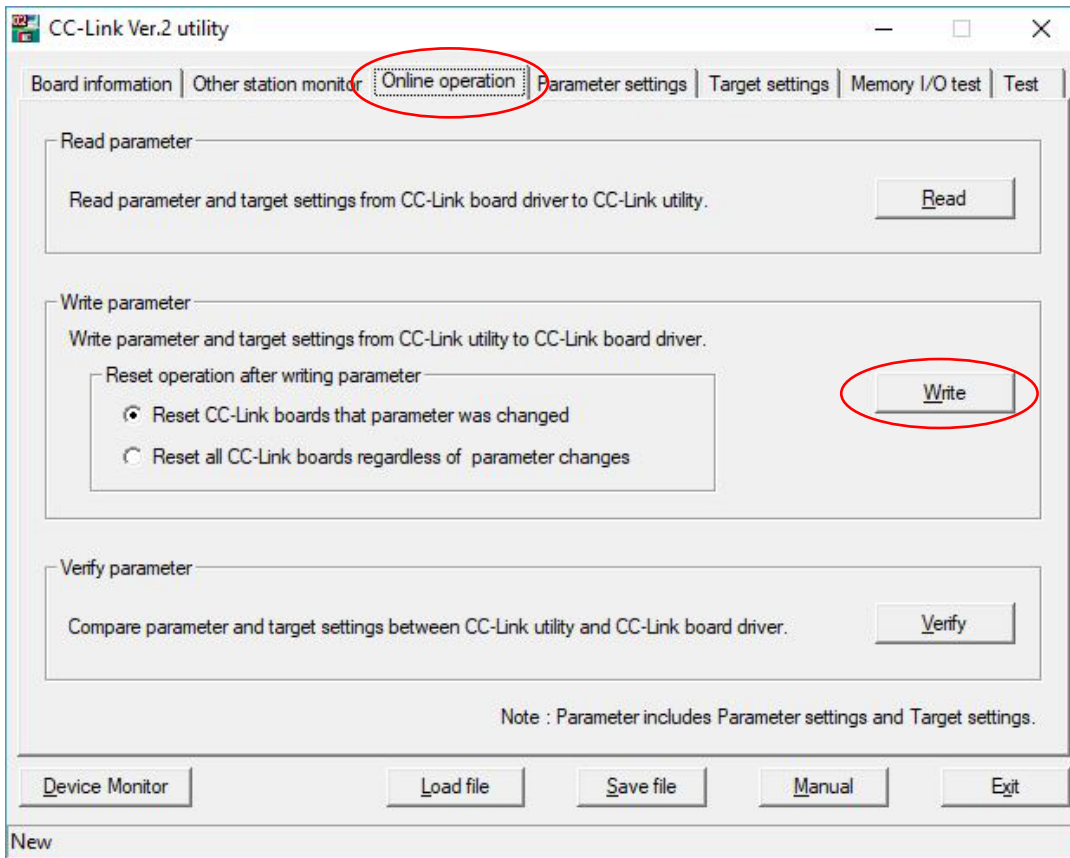 CC-Link Ver.2 utility
Board information Other station monitor Online operation Parameter settings Target settings Memory I/O test Test
Read parameter
Read parameter and target settings from CC-Link board driver to CC-Link utility.
Read
Write parameter
Write parameter and target settings from CC-Link utility to CC-Link board driver.
Reset operation after writing parameter
Reset CC-Link boards that parameter was changed
Write
Reset all CC-Link boards regardless of parameter changes
Verify parameter
Compare parameter and target settings between CC-Link utility and CC-Link board driver.
Verify
Note : Parameter includes Parameter settings and Target settings.
Device Monitor Load file Save file Manual Exit
New